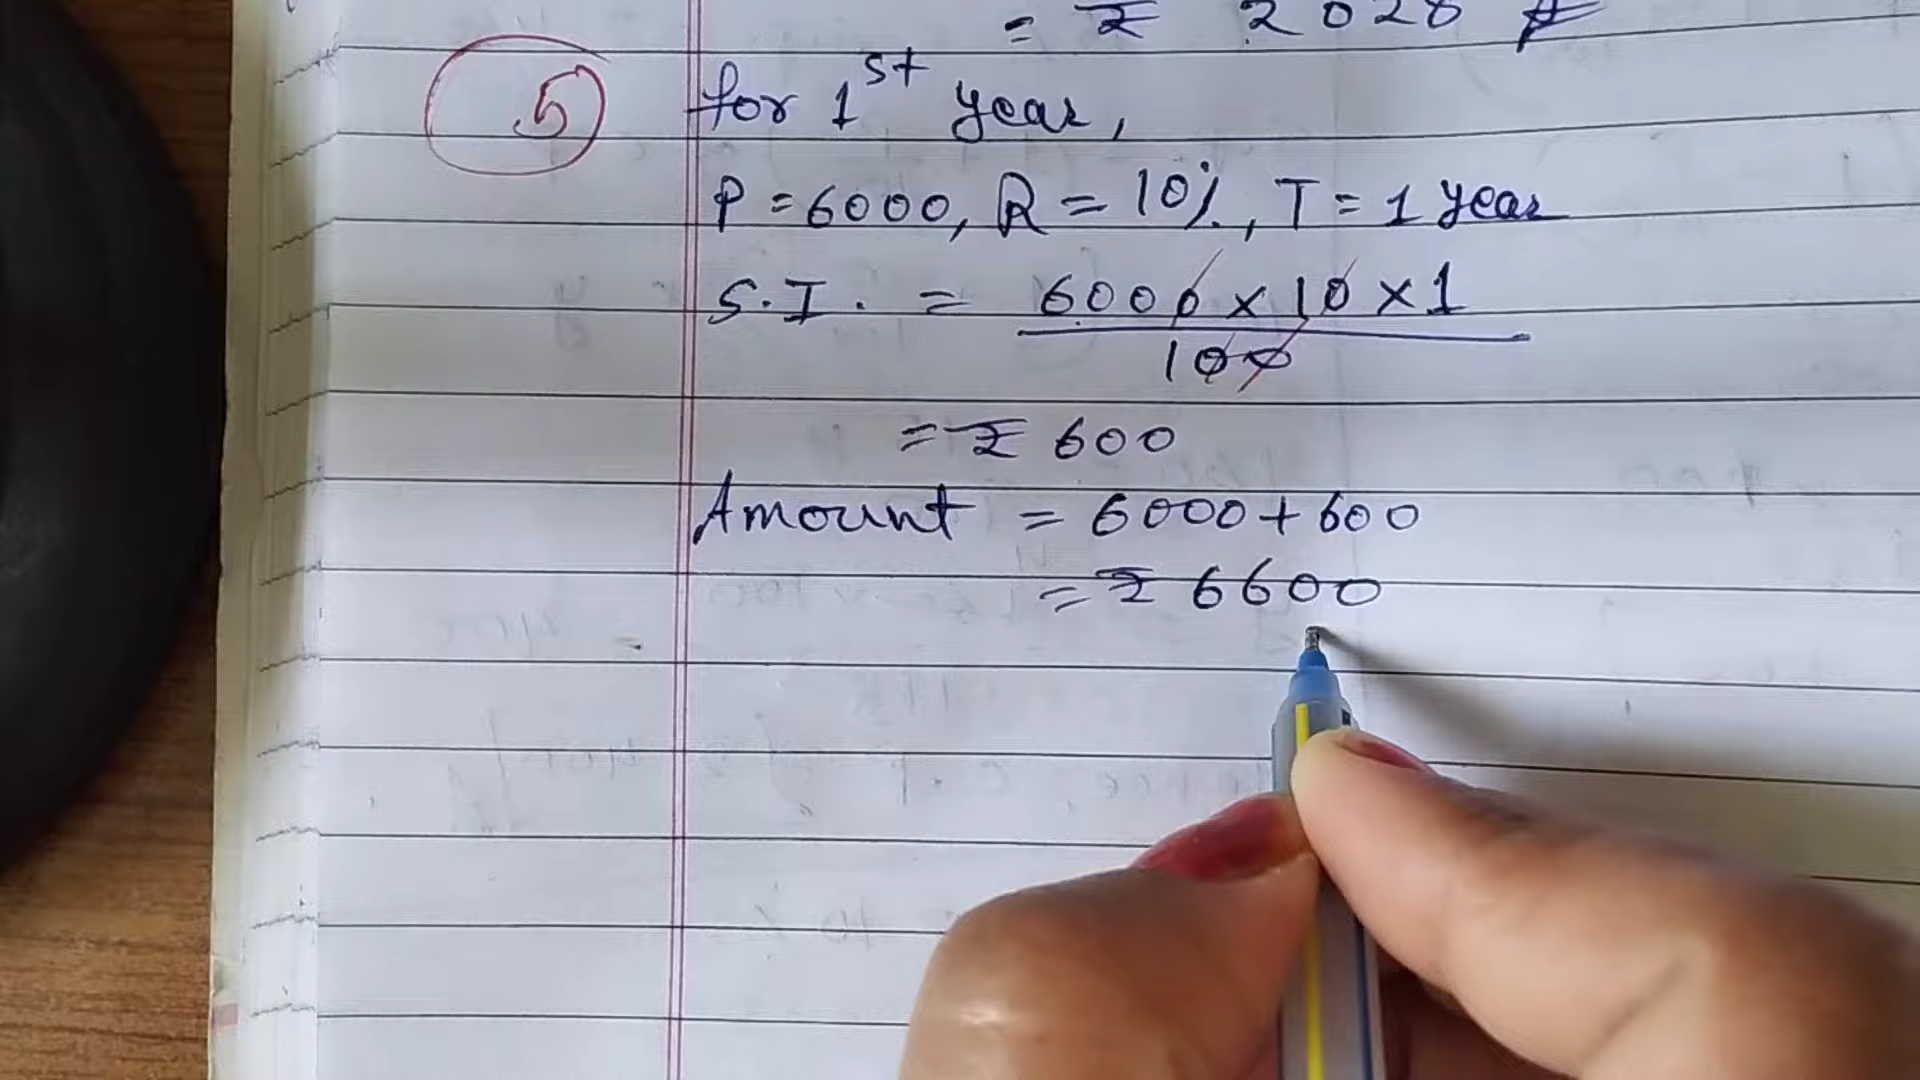 = ₹ 2028 #
5 for 1st year,
P = 6000, R = 10%, T = 1 year
S.I. = 6000 x 10 x 1
100
= ₹ 600
Amount = 6000 + 600
= ₹ 6600